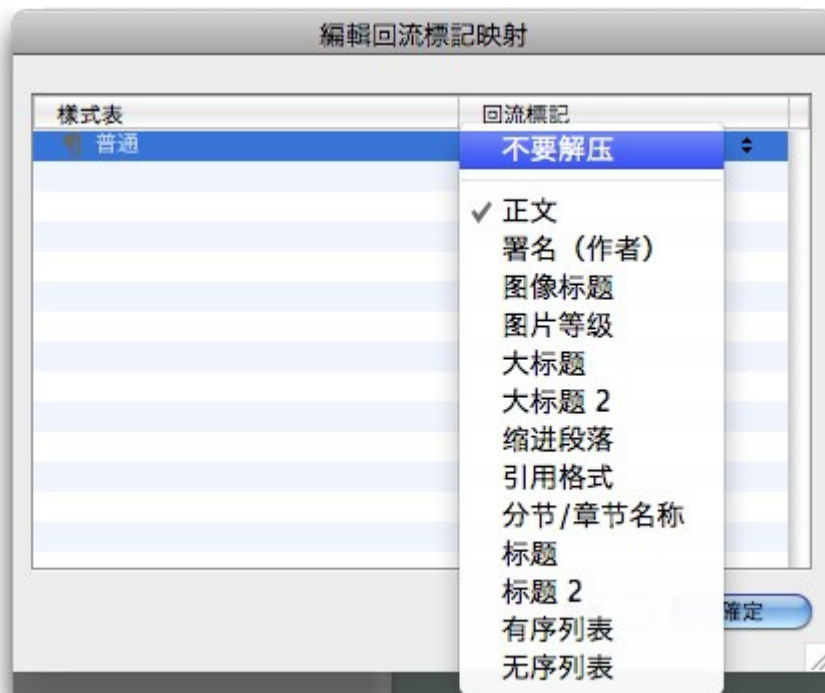 編輯回流標記映射
樣式表 回流標記
¶ 普通
不要解压
✓ 正文
署名（作者）
图像标题
图片等级
大标题
大标题 2
缩进段落
引用格式
分节/章节名称
标题
标题 2
有序列表
无序列表
確定